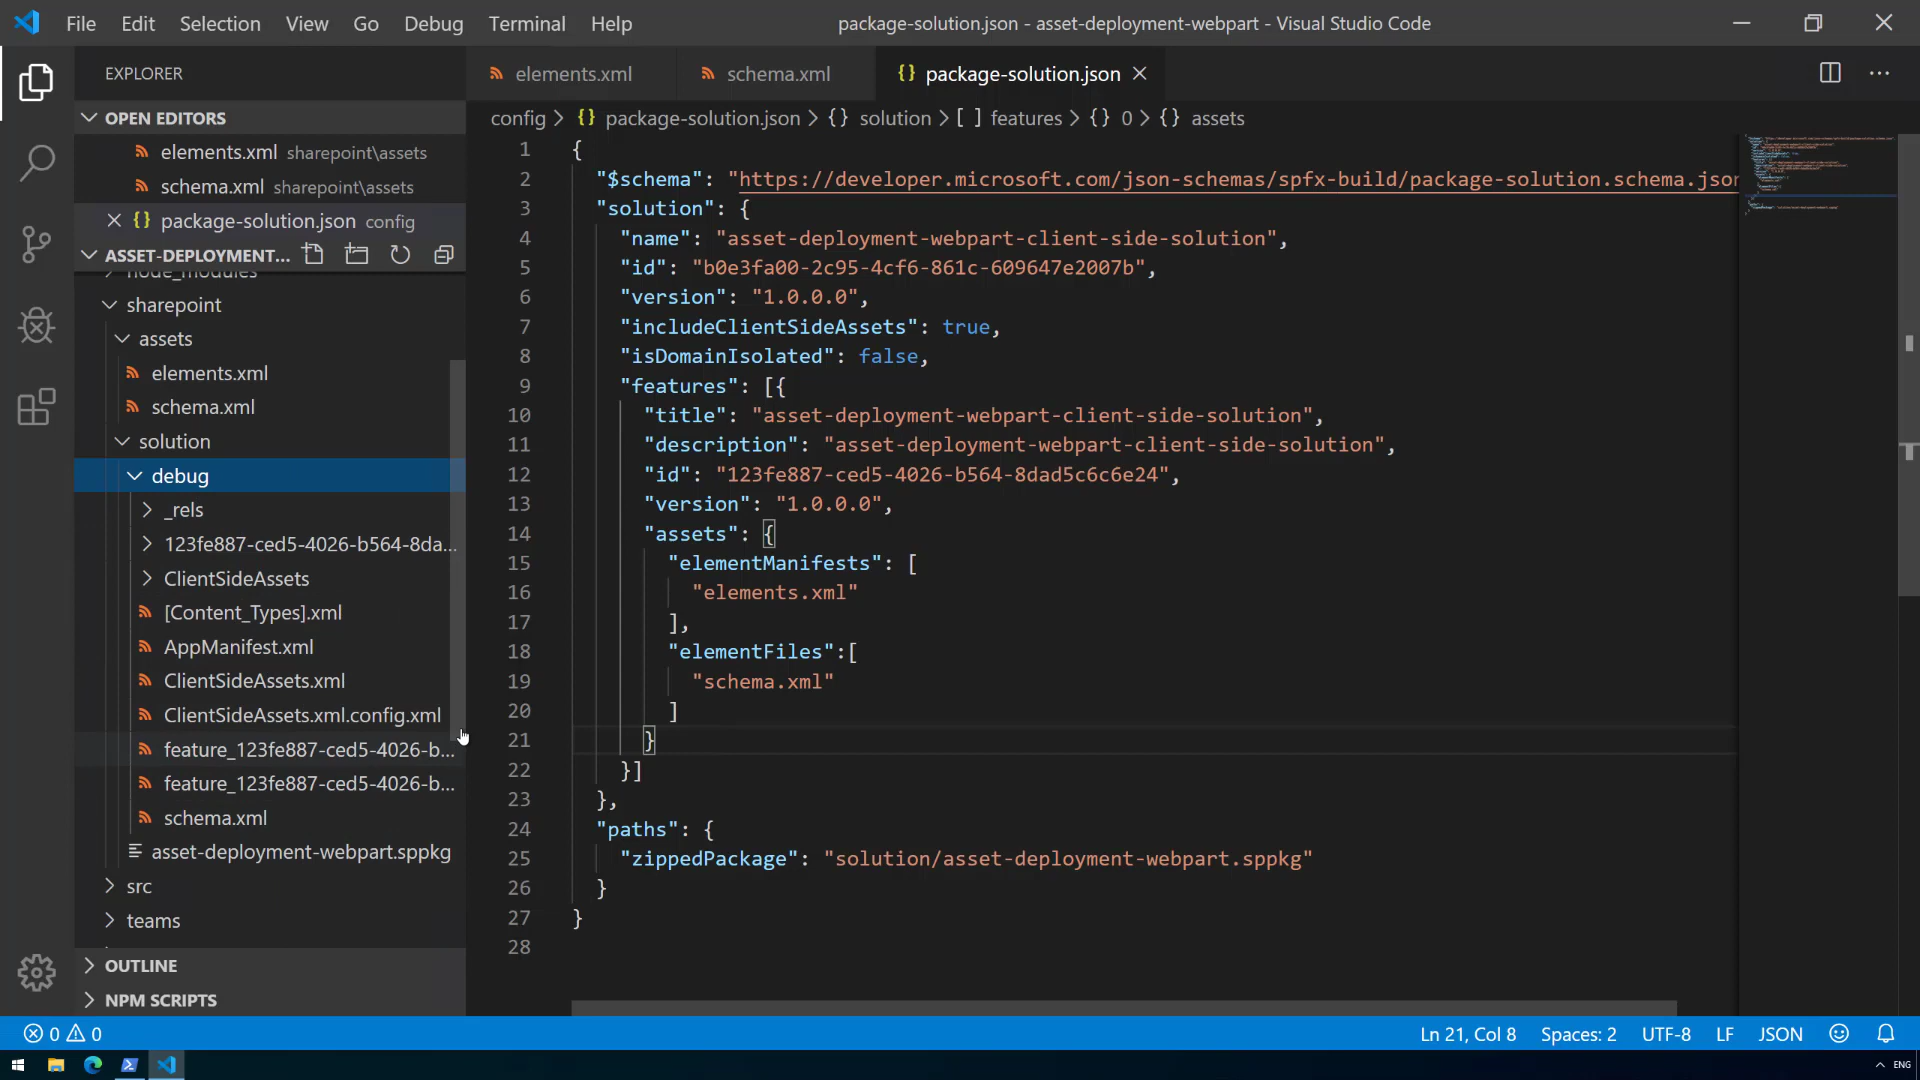 File Edit Selection View Go Debug Terminal Help
package-solution.json - asset-deployment-webpart - Visual Studio Code
EXPLORER
OPEN EDITORS
elements.xml sharepoint\assets
schema.xml sharepoint\assets
package-solution.json config
ASSET-DEPLOYMENT...
node_modules
sharepoint
assets
elements.xml
schema.xml
solution
debug
_rels
123fe887-ced5-4026-b564-8da...
ClientSideAssets
[Content_Types].xml
AppManifest.xml
ClientSideAssets.xml
ClientSideAssets.xml.config.xml
feature_123fe887-ced5-4026-b...
feature_123fe887-ced5-4026-b...
schema.xml
asset-deployment-webpart.sppkg
src
teams
OUTLINE
NPM SCRIPTS
elements.xml schema.xml {} package-solution.json
config > {} package-solution.json > {} solution > [ ] features > {} 0 > {} assets
1 {
2 "$schema": "https://developer.microsoft.com/json-schemas/spfx-build/package-solution.schema.json
3 "solution": {
4 "name": "asset-deployment-webpart-client-side-solution",
5 "id": "b0e3fa00-2c95-4cf6-861c-609647e2007b",
6 "version": "1.0.0.0",
7 "includeClientSideAssets": true,
8 "isDomainIsolated": false,
9 "features": [{
10 "title": "asset-deployment-webpart-client-side-solution",
11 "description": "asset-deployment-webpart-client-side-solution",
12 "id": "123fe887-ced5-4026-b564-8dad5c6c6e24",
13 "version": "1.0.0.0",
14 "assets": {
15 "elementManifests": [
16 "elements.xml"
17 ],
18 "elementFiles":[
19 "schema.xml"
20 ]
21 }
22 }]
23 },
24 "paths": {
25 "zippedPackage": "solution/asset-deployment-webpart.sppkg"
26 }
27 }
28
0 0
Ln 21, Col 8 Spaces: 2 UTF-8 LF JSON
ENG